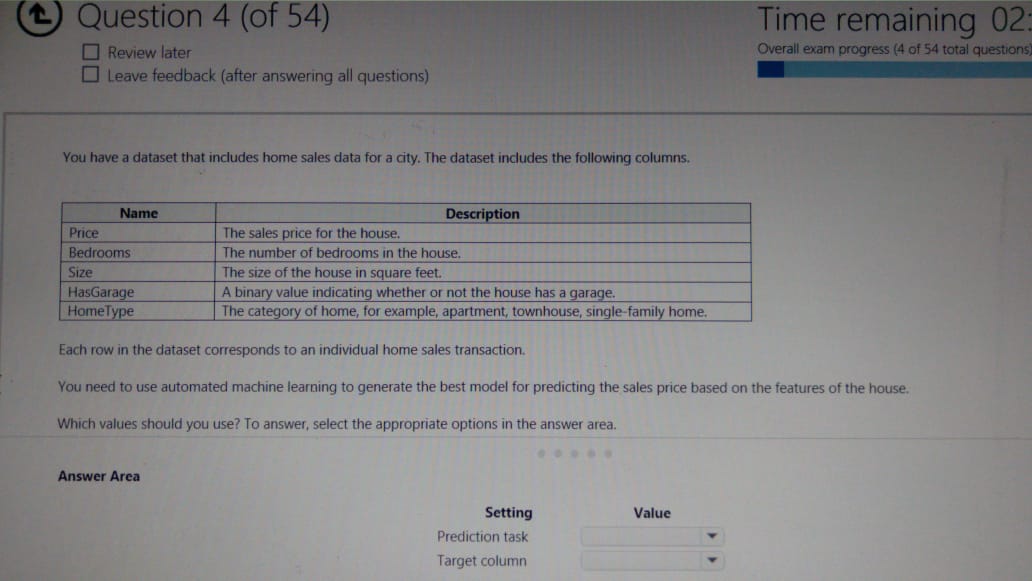 Question 4 (of 54)
Time remaining 02:
Review later
Overall exam progress (4 of 54 total questions)
Leave feedback (after answering all questions)
You have a dataset that includes home sales data for a city. The dataset includes the following columns.
Name Description
Price The sales price for the house.
Bedrooms The number of bedrooms in the house.
Size The size of the house in square feet.
HasGarage A binary value indicating whether or not the house has a garage.
HomeType The category of home, for example, apartment, townhouse, single-family home.
Each row in the dataset corresponds to an individual home sales transaction.
You need to use automated machine learning to generate the best model for predicting the sales price based on the features of the house.
Which values should you use? To answer, select the appropriate options in the answer area.
Answer Area
Setting Value
Prediction task
Target column